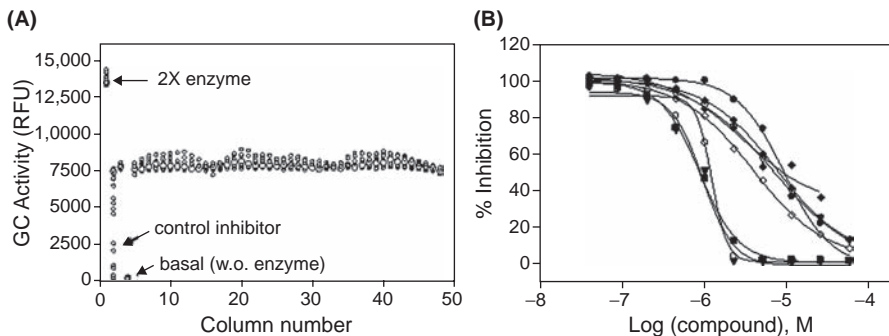 (A)
GC Activity (RFU)
15,000
12,500
1,0000
7500
5000
2500
0
2X enzyme
control inhibitor
basal (w.o. enzyme)
0 10 20 30 40 50
Column number
(B)
% Inhibition
120
100
80
60
40
20
0
−8 −7 −6 −5 −4
Log (compound), M